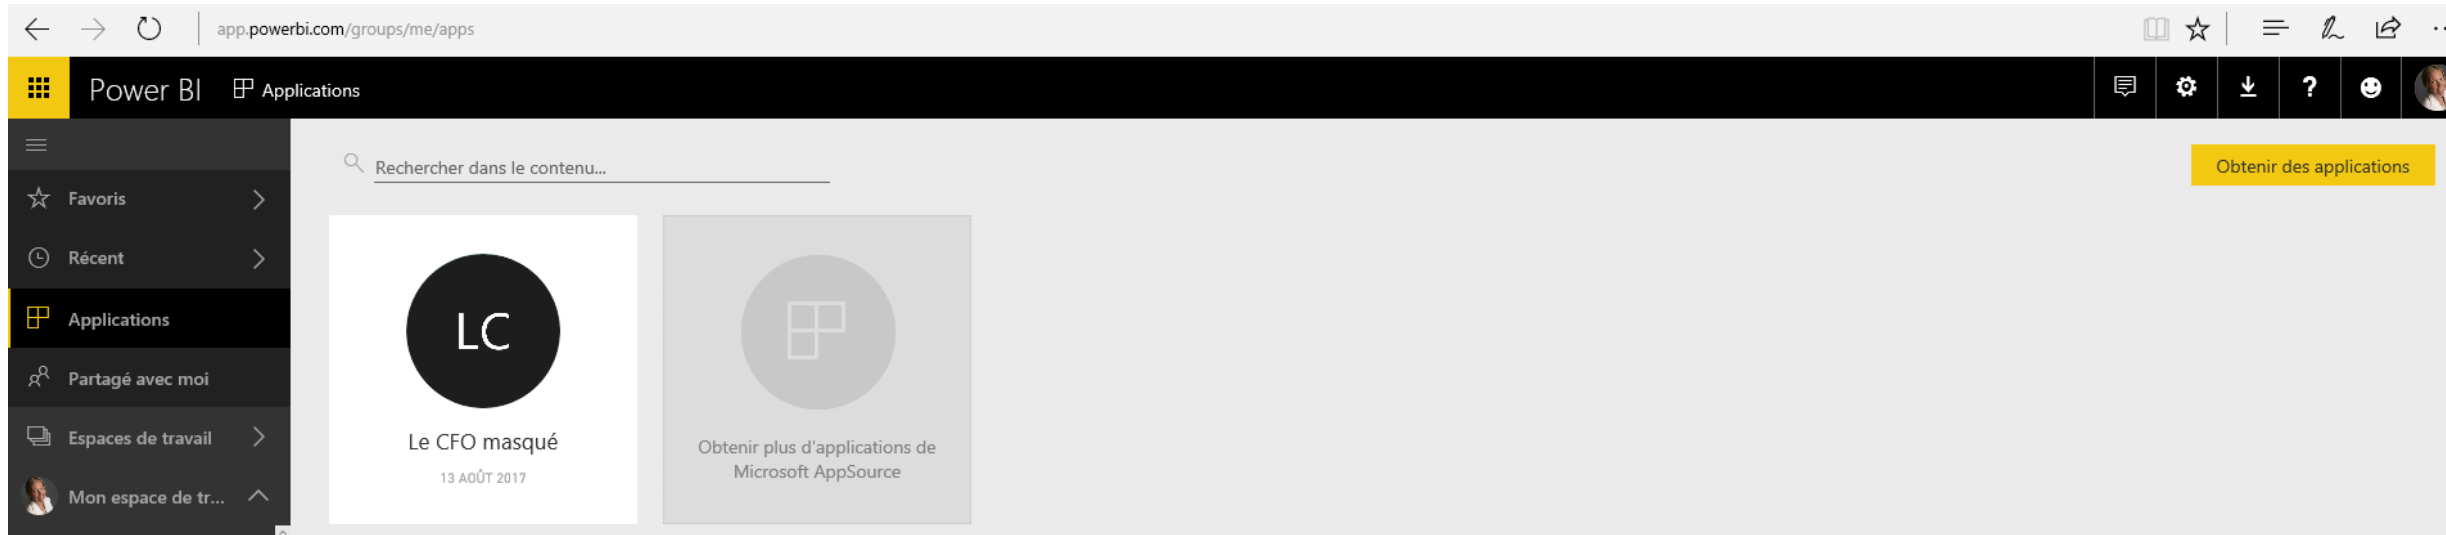 app.powerbi.com/groups/me/apps
Power BI Applications
Rechercher dans le contenu...
Obtenir des applications
Favoris
Récent
Applications
Partagé avec moi
Espaces de travail
Mon espace de tr...
LC
Le CFO masqué
13 AOÛT 2017
Obtenir plus d'applications de
Microsoft AppSource